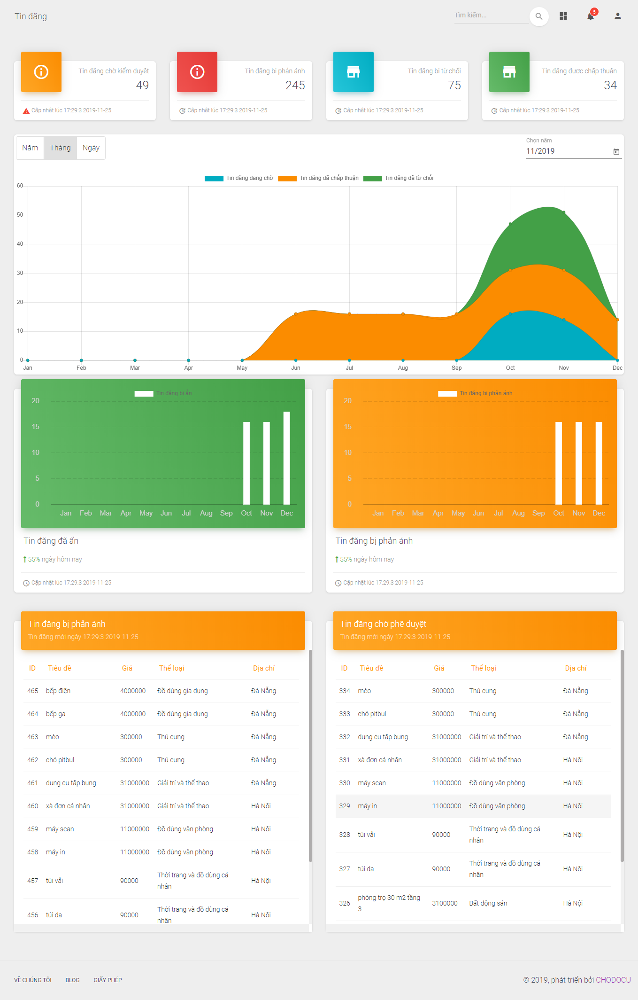 Tin đăng
Tìm kiếm...
5
Tin đăng chờ kiểm duyệt
49
Cập nhật lúc 17:29:3 2019-11-25
Tin đăng bị phản ánh
245
Cập nhật lúc 17:29:3 2019-11-25
Tin đăng bị từ chối
75
Cập nhật lúc 17:29:3 2019-11-25
Tin đăng được chấp thuận
34
Cập nhật lúc 17:29:3 2019-11-25
Năm Tháng Ngày
Chọn năm
11/2019
Tin đăng đang chờ Tin đăng đã chấp thuận Tin đăng đã từ chối
60
50
40
30
20
10
0
Jan Feb Mar Apr May Jun Jul Aug Sep Oct Nov Dec
Tin đăng bị ẩn
20
15
10
5
0
Jan Feb Mar Apr May Jun Jul Aug Sep Oct Nov Dec
Tin đăng đã ẩn
55% ngày hôm nay
Cập nhật lúc 17:29:3 2019-11-25
Tin đăng bị phản ánh
20
15
10
5
0
Jan Feb Mar Apr May Jun Jul Aug Sep Oct Nov Dec
Tin đăng bị phản ánh
55% ngày hôm nay
Cập nhật lúc 17:29:3 2019-11-25
Tin đăng bị phản ánh
Tin đăng mới ngày 17:29:3 2019-11-25
ID Tiêu đề Giá Thể loại Địa chỉ
465 bếp điện 4000000 Đồ dùng gia dụng Đà Nẵng
464 bếp ga 4000000 Đồ dùng gia dụng Đà Nẵng
463 mèo 300000 Thú cưng Đà Nẵng
462 chó pitbul 300000 Thú cưng Đà Nẵng
461 dụng cụ tập bụng 31000000 Giải trí và thể thao Đà Nẵng
460 xà đơn cá nhân 31000000 Giải trí và thể thao Hà Nội
459 máy scan 11000000 Đồ dùng văn phòng Hà Nội
458 máy in 11000000 Đồ dùng văn phòng Hà Nội
457 túi vải 90000 Thời trang và đồ dùng cá
nhân Hà Nội
456 túi da 90000 Thời trang và đồ dùng cá
nhân Hà Nội
Tin đăng chờ phê duyệt
Tin đăng mới ngày 17:29:3 2019-11-25
ID Tiêu đề Giá Thể loại Địa chỉ
334 mèo 300000 Thú cưng Đà Nẵng
333 chó pitbul 300000 Thú cưng Đà Nẵng
332 dụng cụ tập bụng 31000000 Giải trí và thể thao Đà Nẵng
331 xà đơn cá nhân 31000000 Giải trí và thể thao Hà Nội
330 máy scan 11000000 Đồ dùng văn phòng Hà Nội
329 máy in 11000000 Đồ dùng văn phòng Hà Nội
328 túi vải 90000 Thời trang và đồ dùng cá
nhân Hà Nội
327 túi da 90000 Thời trang và đồ dùng cá
nhân Hà Nội
326 phòng trọ 30 m2 tầng
3 3100000 Bất động sản Hà Nội
VỀ CHÚNG TÔI BLOG GIẤY PHÉP
© 2019, phát triển bởi CHODOCU